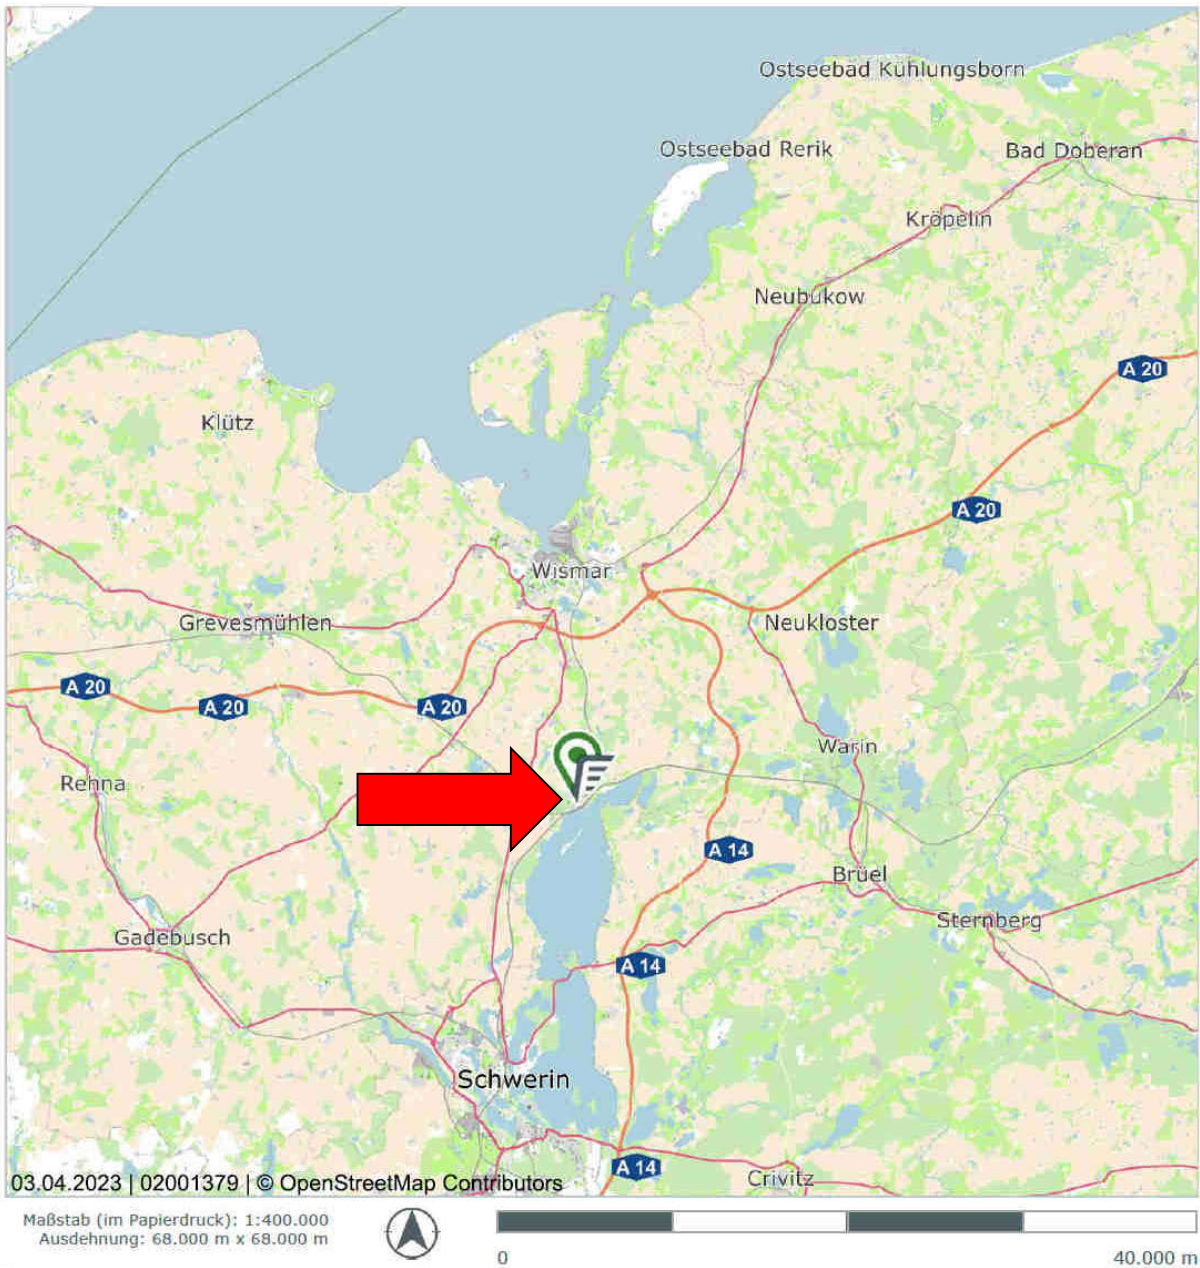 Ostseebad Kühlungsborn
Ostseebad Rerik
Bad Doberan
Kröpelin
Neubukow
A 20
Klütz
A 20
Wismar
Grevesmühlen
Neukloster
A 20
A 20
A 20
Warin
Rehna
A 14
Brüel
Sternberg
Gadebusch
A 14
Schwerin
A 14
Crivitz
03.04.2023 | 02001379 | © OpenStreetMap Contributors
Maßstab (im Papierdruck): 1:400.000
Ausdehnung: 68.000 m x 68.000 m
0
40.000 m